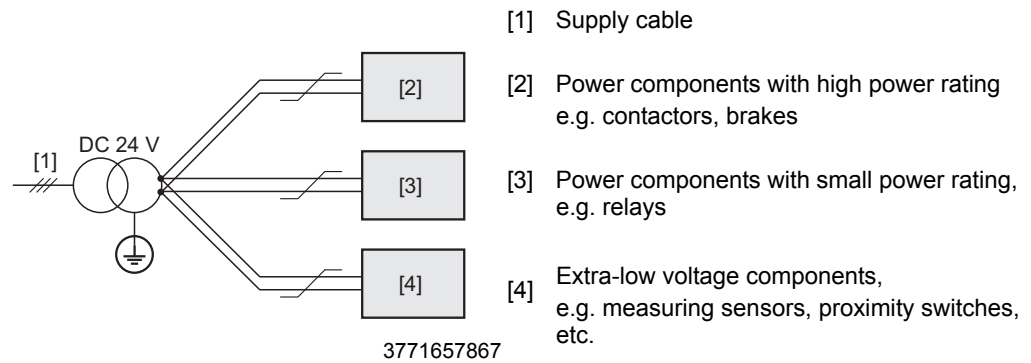 [1] Supply cable
[2] Power components with high power rating
e.g. contactors, brakes
[3] Power components with small power rating,
e.g. relays
[4] Extra-low voltage components,
e.g. measuring sensors, proximity switches,
etc.
[1]
DC 24 V
[2]
[3]
[4]
3771657867